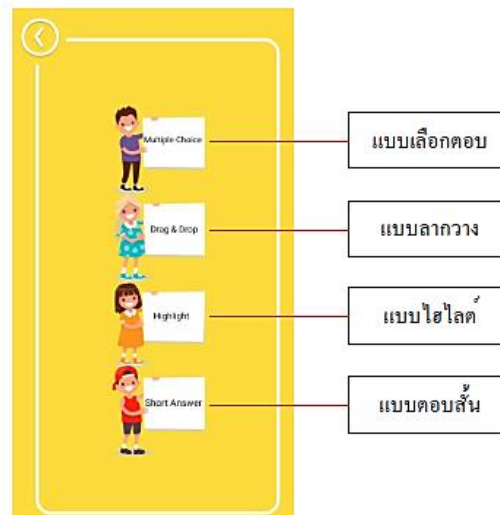 Multiple-Choice
แบบเลือกตอบ
Drag & Drop
แบบลากวาง
Highlight
แบบไฮไลต์
Short Answer
แบบตอบสั้น